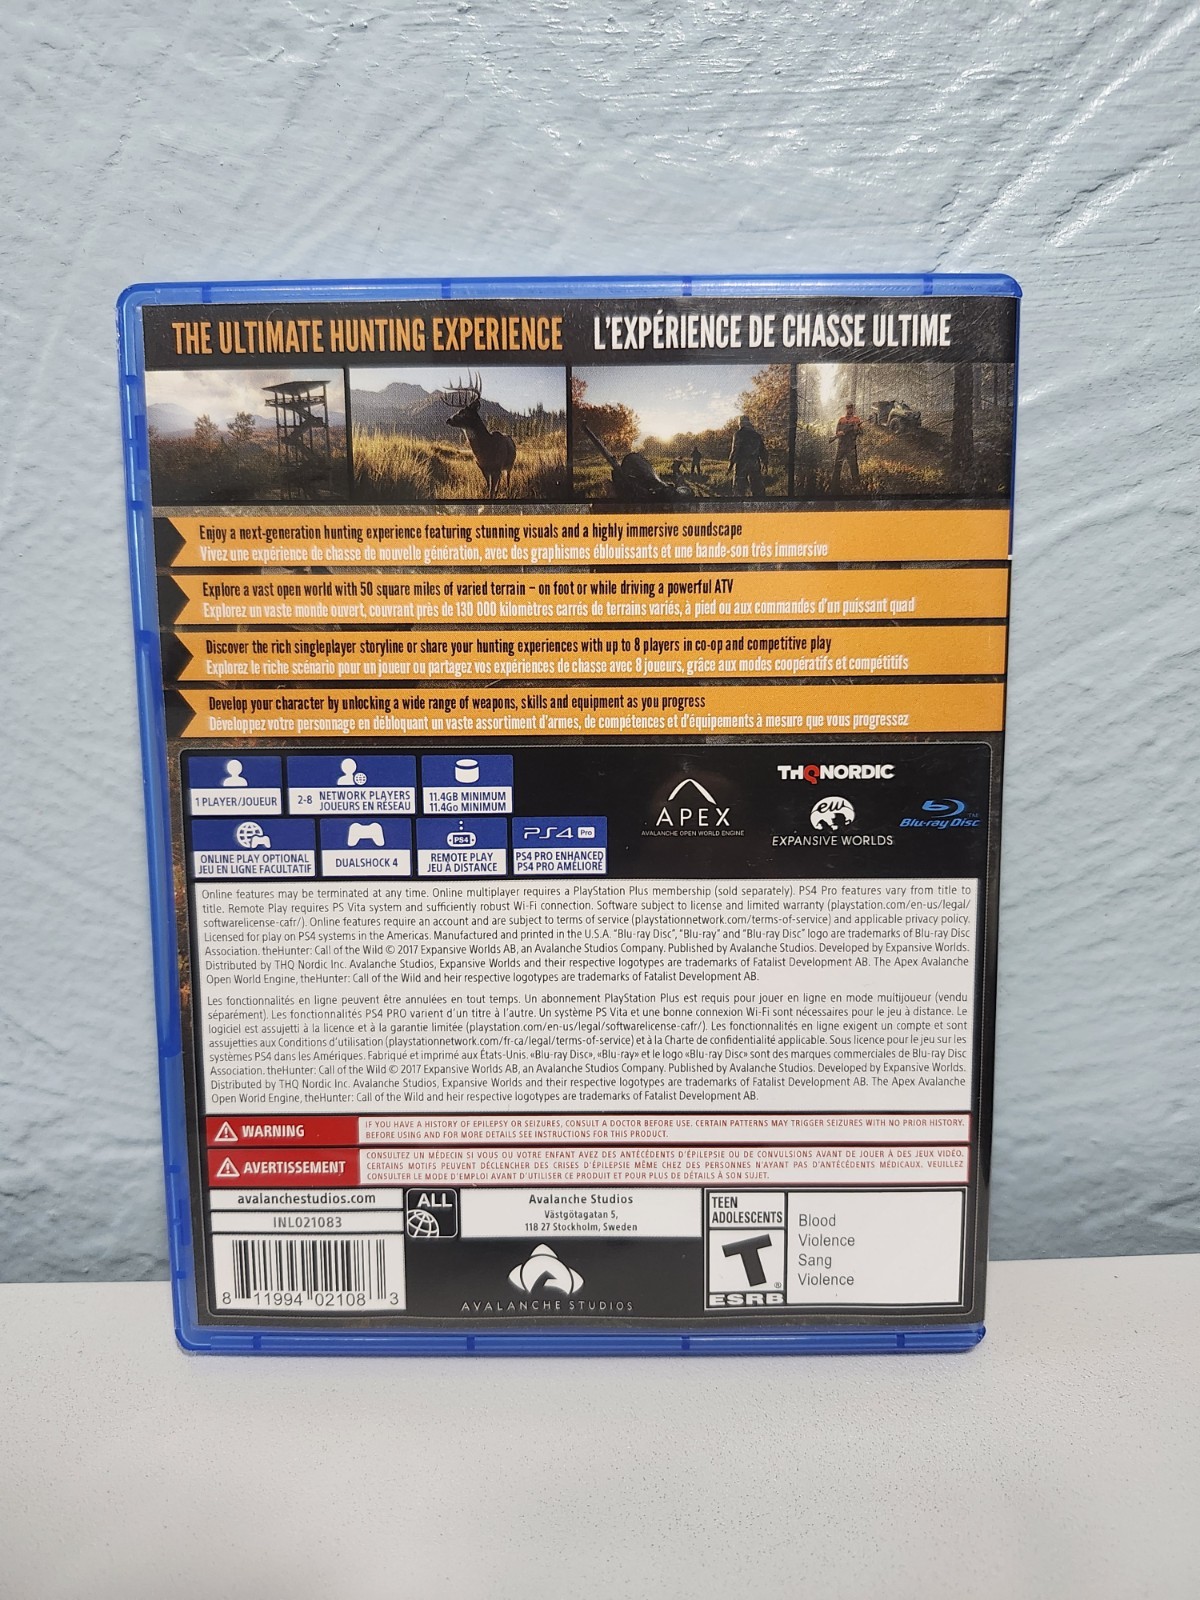 THE ULTIMATE HUNTING EXPERIENCE L'EXPÉRIENCE DE CHASSE ULTIME
Enjoy a next-generation hunting experience featuring stunning visuals and a highly immersive soundscape
Vivez une expérience de chasse de nouvelle génération, avec des graphismes éblouissants et une bande-son très immersive
Explore a vast open world with 50 square miles of varied terrain – on foot or while driving a powerful ATV
Explorez un vaste monde ouvert, couvrant près de 130 000 kilomètres carrés de terrains variés, à pied ou aux commandes d'un puissant quad
Discover the rich singleplayer storyline or share your hunting experiences with up to 8 players in co-op and competitive play
Explorez le riche scénario pour un joueur ou partagez vos expériences de chasse avec 8 joueurs, grâce aux modes coopératifs et compétitifs
Develop your character by unlocking a wide range of weapons, skills and equipment as you progress
Développez votre personnage en débloquant un vaste assortiment d'armes, de compétences et d'équipements à mesure que vous progressez
1 PLAYER/JOUEUR
2-8 NETWORK PLAYERS
JOUEURS EN RÉSEAU
11.4GB MINIMUM
11.4Go MINIMUM
ONLINE PLAY OPTIONAL
JEU EN LIGNE FACULTATIF
DUALSHOCK 4
PS4
REMOTE PLAY
JEU À DISTANCE
PS4 Pro
PS4 PRO ENHANCED
PS4 PRO AMÉLIORÉ
APEX
AVALANCHE OPEN WORLD ENGINE
THQ NORDIC
ew
EXPANSIVE WORLDS
Blu-ray Disc™
Online features may be terminated at any time. Online multiplayer requires a PlayStation Plus membership (sold separately). PS4 Pro features vary from title to
title. Remote Play requires PS Vita system and sufficiently robust Wi-Fi connection. Software subject to license and limited warranty (playstation.com/en-us/legal/
softwarelicense-cafr/). Online features require an account and are subject to terms of service (playstationnetwork.com/terms-of-service) and applicable privacy policy.
Licensed for play on PS4 systems in the Americas. Manufactured and printed in the U.S.A. "Blu-ray Disc", "Blu-ray" and "Blu-ray Disc" logo are trademarks of Blu-ray Disc
Association. theHunter: Call of the Wild © 2017 Expansive Worlds AB, an Avalanche Studios Company. Published by Avalanche Studios. Developed by Expansive Worlds.
Distributed by THQ Nordic Inc. Avalanche Studios, Expansive Worlds and their respective logotypes are trademarks of Fatalist Development AB. The Apex Avalanche
Open World Engine, theHunter: Call of the Wild and heir respective logotypes are trademarks of Fatalist Development AB.
Les fonctionnalités en ligne peuvent être annulées en tout temps. Un abonnement PlayStation Plus est requis pour jouer en ligne en mode multijoueur (vendu
séparément). Les fonctionnalités PS4 PRO varient d'un titre à l'autre. Un système PS Vita et une bonne connexion Wi-Fi sont nécessaires pour le jeu à distance. Le
logiciel est assujetti à la licence et à la garantie limitée (playstation.com/en-us/legal/softwarelicense-cafr/). Les fonctionnalités en ligne exigent un compte et sont
assujetties aux Conditions d'utilisation (playstationnetwork.com/fr-ca/legal/terms-of-service) et à la Charte de confidentialité applicable. Sous licence pour le jeu sur les
systèmes PS4 dans les Amériques. Fabriqué et imprimé aux États-Unis. «Blu-ray Disc», «Blu-ray» et le logo «Blu-ray Disc» sont des marques commerciales de Blu-ray Disc
Association. theHunter: Call of the Wild © 2017 Expansive Worlds AB, an Avalanche Studios Company. Published by Avalanche Studios. Developed by Expansive Worlds.
Distributed by THQ Nordic Inc. Avalanche Studios, Expansive Worlds and their respective logotypes are trademarks of Fatalist Development AB. The Apex Avalanche
Open World Engine, theHunter: Call of the Wild and heir respective logotypes are trademarks of Fatalist Development AB.
WARNING
IF YOU HAVE A HISTORY OF EPILEPSY OR SEIZURES, CONSULT A DOCTOR BEFORE USE. CERTAIN PATTERNS MAY TRIGGER SEIZURES WITH NO PRIOR HISTORY.
BEFORE USING AND FOR MORE DETAILS SEE INSTRUCTIONS FOR THIS PRODUCT.
AVERTISSEMENT
CONSULTEZ UN MÉDECIN SI VOUS OU VOTRE ENFANT AVEZ DES ANTÉCÉDENTS D'ÉPILEPSIE OU DE CONVULSIONS AVANT DE JOUER À DES JEUX VIDÉO.
CERTAINS MOTIFS PEUVENT DÉCLENCHER DES CRISES D'ÉPILEPSIE MÊME CHEZ DES PERSONNES N'AYANT PAS D'ANTÉCÉDENTS MÉDICAUX. VEUILLEZ
CONSULTER LE MODE D'EMPLOI AVANT D'UTILISER CE PRODUIT ET POUR PLUS DE DÉTAILS À SON SUJET.
avalanchestudios.com
INL021083
8 11994 02108 3
ALL
Avalanche Studios
Västgötagatan 5,
118 27 Stockholm, Sweden
AVALANCHE STUDIOS
TEEN
ADOLESCENTS
T
®
ESRB
Blood
Violence
Sang
Violence